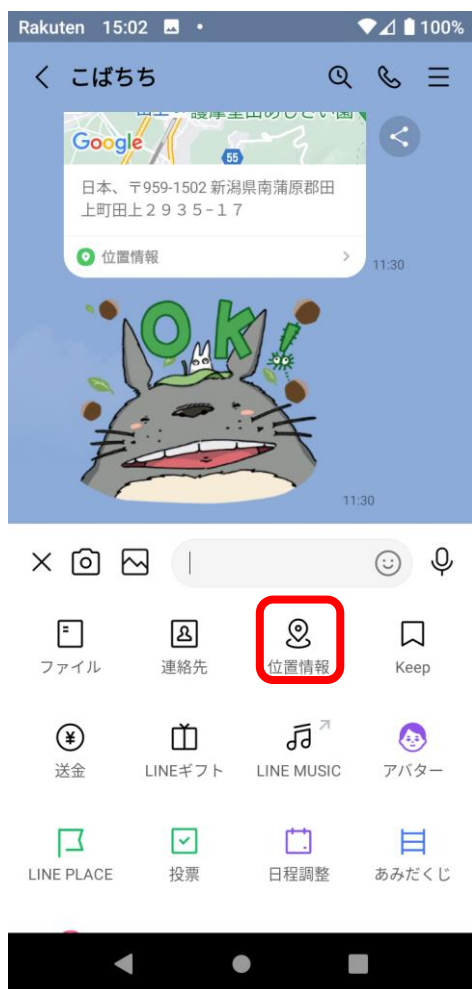 Rakuten 15:02 100%
こばちち
Google
55
日本、〒959-1502 新潟県南蒲原郡田
上町田上２９３５−１７
位置情報
11:30
OK!
11:30
ファイル 連絡先 位置情報 Keep
送金 LINEギフト LINE MUSIC アバター
LINE PLACE 投票 日程調整 あみだくじ